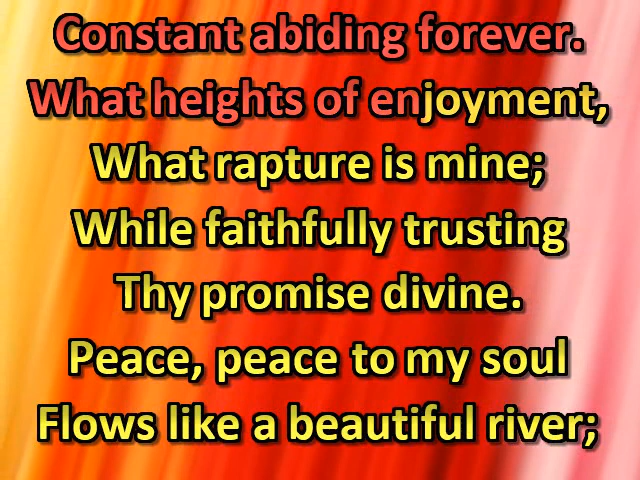 Constant abiding forever.
What heights of enjoyment,
What rapture is mine;
While faithfully trusting
Thy promise divine.
Peace, peace to my soul
Flows like a beautiful river;